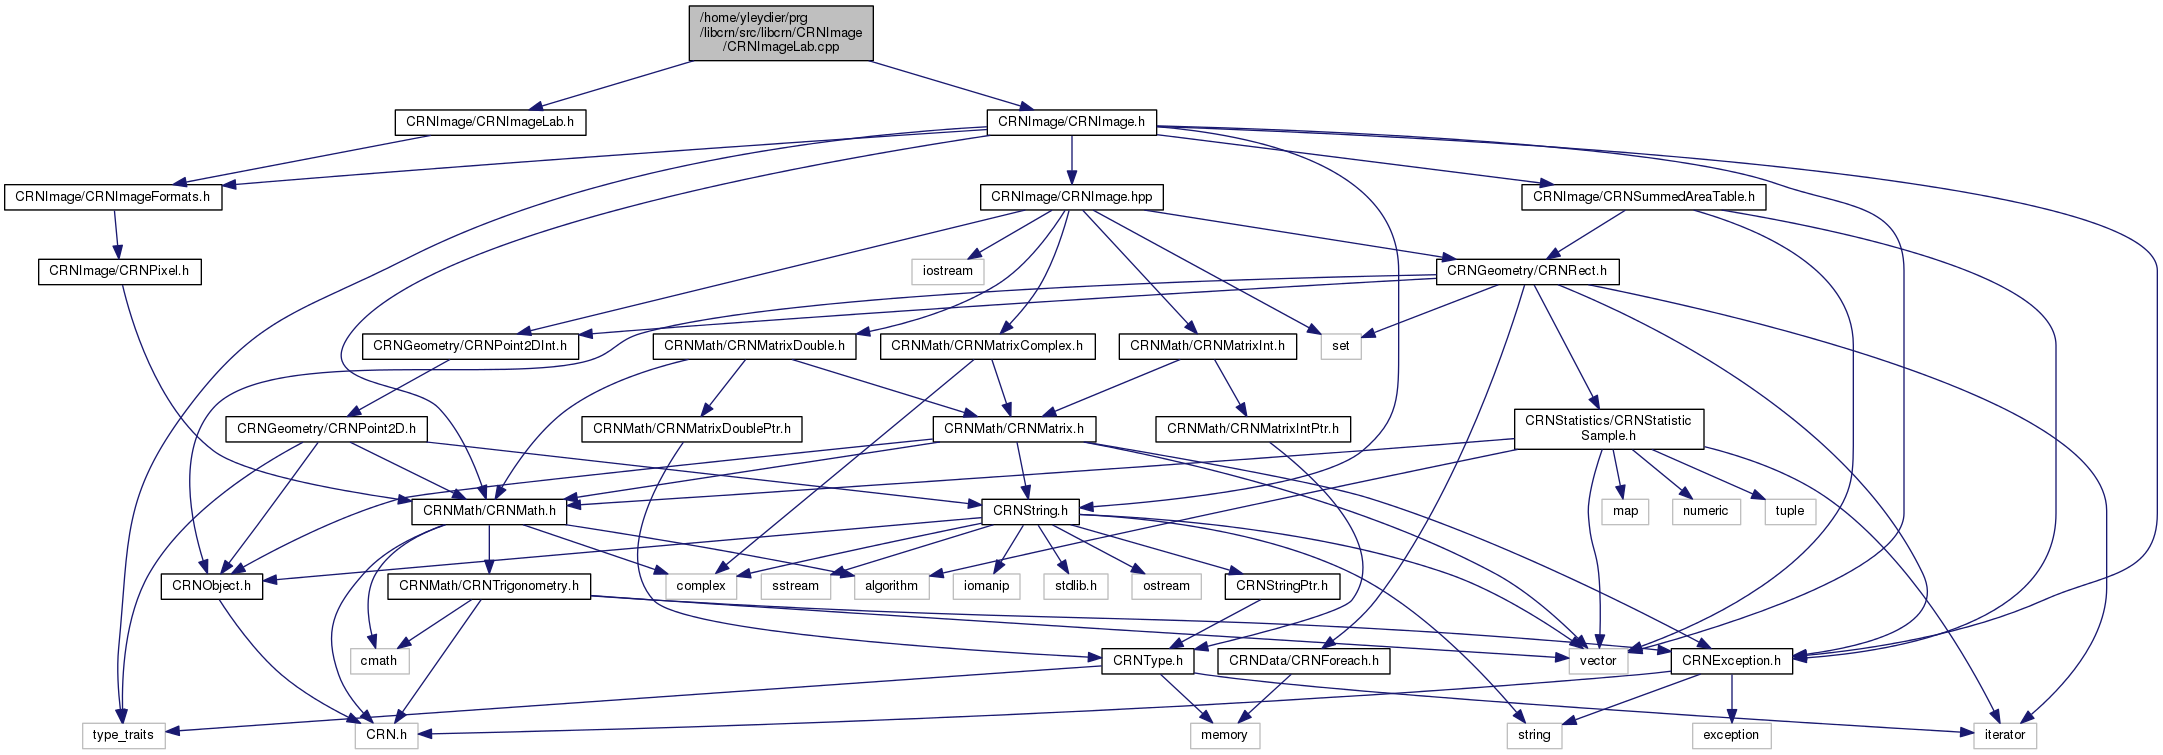 /home/yleydier/prg
/libcrn/src/libcrn/CRNImage
/CRNImageLab.cpp
CRNImage/CRNImageLab.h
CRNImage/CRNImage.h
CRNImage/CRNImageFormats.h
CRNImage/CRNImage.hpp
CRNImage/CRNSummedAreaTable.h
CRNImage/CRNPixel.h
iostream
CRNGeometry/CRNRect.h
CRNGeometry/CRNPoint2DInt.h
CRNMath/CRNMatrixDouble.h
CRNMath/CRNMatrixComplex.h
CRNMath/CRNMatrixInt.h
set
CRNGeometry/CRNPoint2D.h
CRNMath/CRNMatrixDoublePtr.h
CRNMath/CRNMatrix.h
CRNMath/CRNMatrixIntPtr.h
CRNStatistics/CRNStatistic
Sample.h
CRNMath/CRNMath.h
CRNString.h
map
numeric
tuple
CRNObject.h
CRNMath/CRNTrigonometry.h
complex
sstream
algorithm
iomanip
stdlib.h
ostream
CRNStringPtr.h
cmath
CRNType.h
CRNData/CRNForeach.h
vector
CRNException.h
type_traits
CRN.h
memory
string
exception
iterator